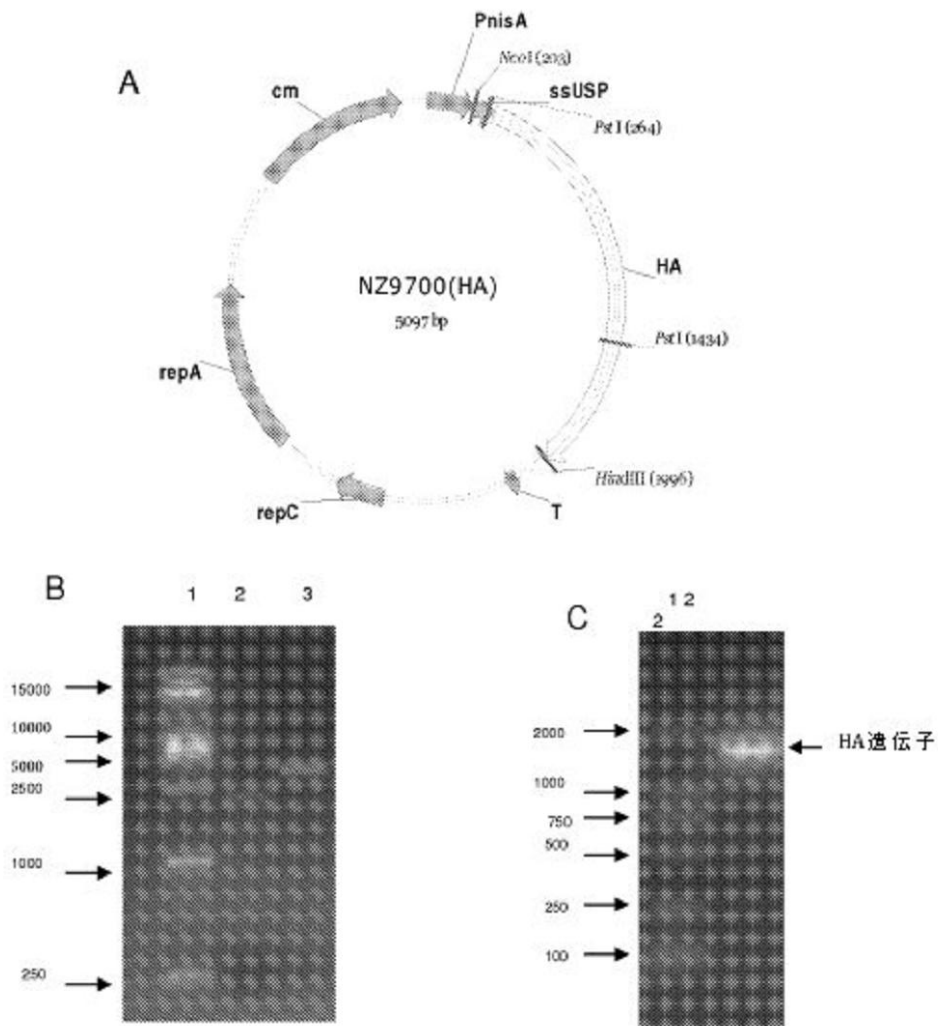 A
PnisA
NcoI (203)
cm
ssUSP
PstI (264)
HA
NZ9700(HA)
5097 bp
PstI (1434)
repA
HindIII (1996)
repC
T
B
1 2 3
15000
10000
5000
2500
1000
250
C
1 2
2
2000
1000
750
500
250
100
HA遺伝子